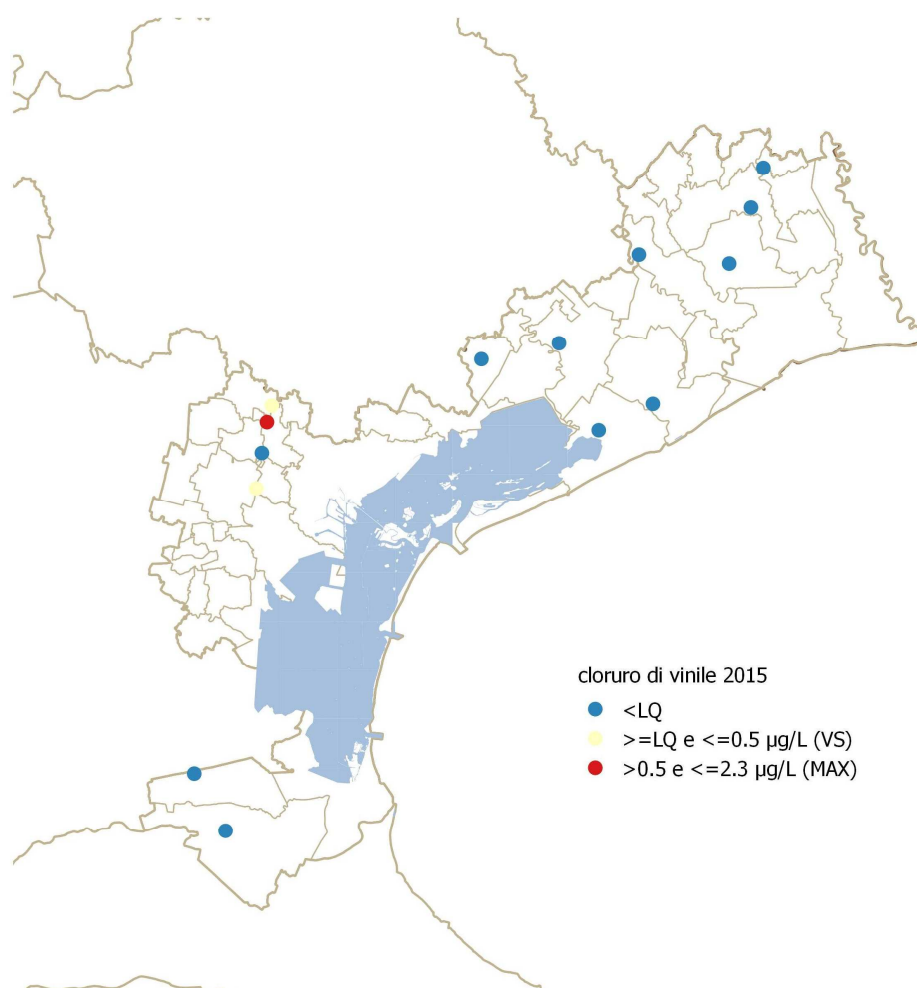 cloruro di vinile 2015
<LQ
>=LQ e <=0.5 µg/L (VS)
>0.5 e <=2.3 µg/L (MAX)